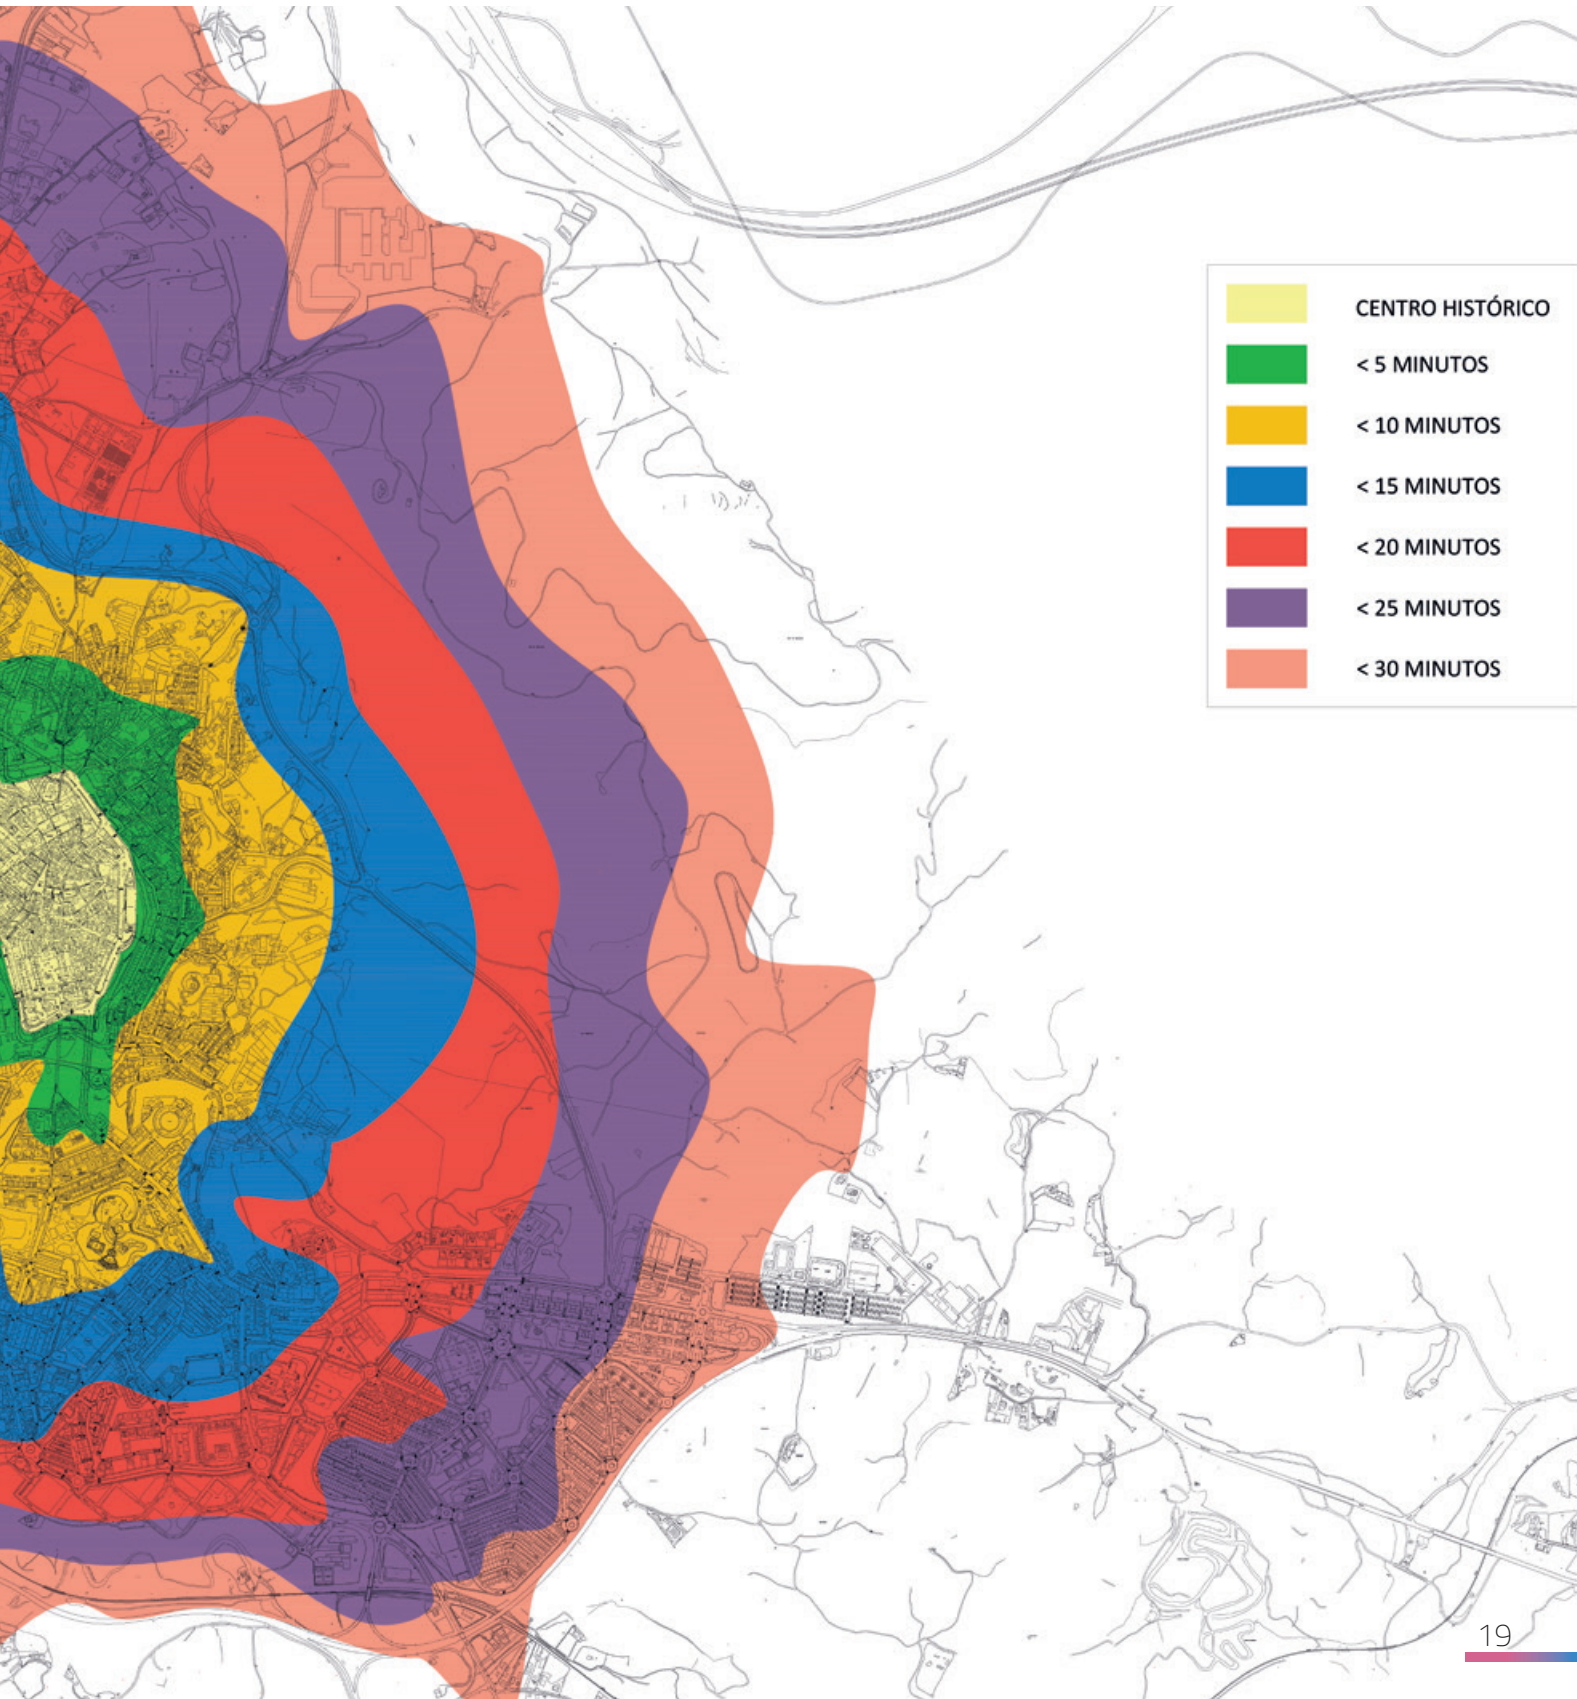 CENTRO HISTÓRICO
< 5 MINUTOS
< 10 MINUTOS
< 15 MINUTOS
< 20 MINUTOS
< 25 MINUTOS
< 30 MINUTOS
19